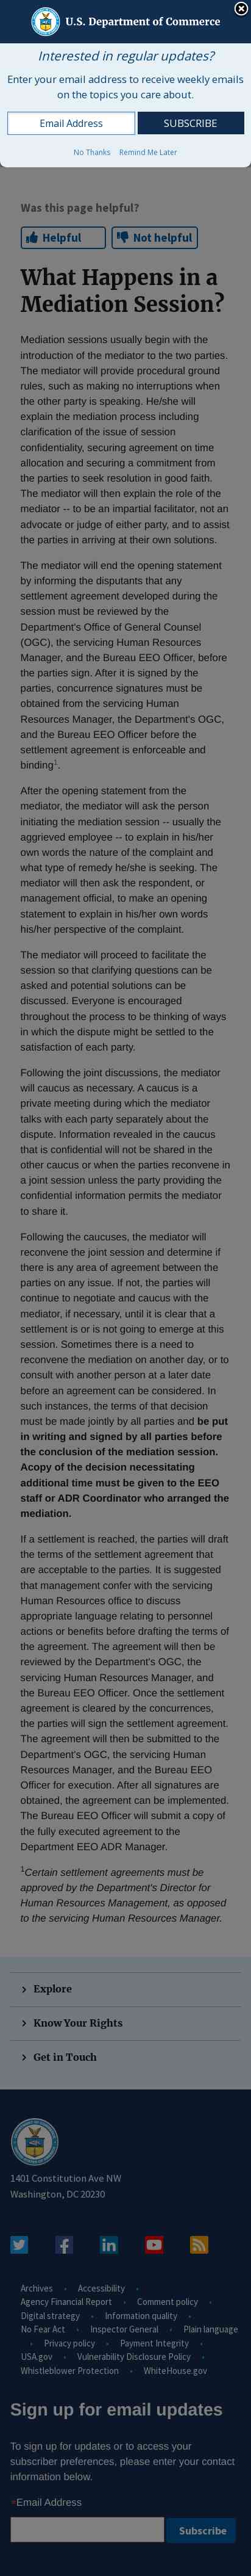 U.S. Department of Commerce
Interested in regular updates?
Enter your email address to receive weekly emails
on the topics you care about.
Email Address
SUBSCRIBE
No Thanks Remind Me Later
Was this page helpful?
Helpful
Not helpful
What Happens in a
Mediation Session?
Mediation sessions usually begin with the
introduction of the mediator to the two parties.
The mediator will provide procedural ground
rules, such as making no interruptions when
the other party is speaking. He/she will
explain the mediation process including
clarification of the issue of session
confidentially, securing agreement on time
allocation and securing a commitment from
the parties to seek resolution in good faith.
The mediator will then explain the role of the
mediator -- to be an impartial facilitator, not an
advocate or judge of either party, and to assist
the parties in arriving at their own solution.
The mediator will end the opening statement
by informing the disputants that any
settlement agreement developed during the
session must be reviewed by the
Department's Office of General Counsel
(OGC), the servicing Human Resources
Manager, and the Bureau EEO Officer, before
the parties sign. After it is signed by the
parties, concurrence signatures must be
obtained from the servicing Human
Resources Manager, the Department's OGC,
and the Bureau EEO Officer before the
settlement agreement is enforceable and
binding1.
After the opening statement from the
mediator, the mediator will ask the person
initiating the mediation session -- usually the
aggrieved employee -- to explain in his/her
own words the nature of the complaint and
what type of remedy he/she is seeking. The
mediator will then ask the respondent, or
management official, to make an opening
statement to explain in his/her own words
his/her perspective of the complaint.
The mediator will proceed to facilitate the
session so that clarifying questions can be
asked and potential solutions can be
discussed. Everyone is encouraged
throughout the process to be thinking of ways
in which the dispute might be settled to the
satisfaction of each party.
Following the joint discussions, the mediator
will caucus as necessary. A caucus is a
private meeting during which the mediator
talks with each party separately about the
dispute. Information revealed in the caucus
that is confidential will not be shared in the
other caucus or when the parties reconvene in
a joint session unless the party providing the
confidential information permits the mediator
to share it.
Following the caucuses, the mediator will
reconvene the joint session and determine if
there is any area of agreement between the
parties on any issue. If not, the parties will
continue to negotiate and caucus with the
mediator, if necessary, until it is clear that a
settlement is or is not going to emerge at this
session. Sometimes there is a need to
reconvene the mediation on another day, or to
consult with another person at a later date
before an agreement can be considered. In
such instances, the terms of that decision
must be made jointly by all parties and be put
in writing and signed by all parties before
the conclusion of the mediation session.
Acopy of the decision necessitating
additional time must be given to the EEO
staff or ADR Coordinator who arranged the
mediation.
If a settlement is reached, the parties will draft
the terms of the settlement agreement that
are acceptable to the parties. It is suggested
that management confer with the servicing
Human Resources office to discuss
appropriate language relating to personnel
actions or benefits before drafting the terms of
the agreement. The agreement will then be
reviewed by the Department's OGC, the
servicing Human Resources Manager, and
the Bureau EEO Officer. Once the settlement
agreement is cleared by the concurrences,
the parties will sign the settlement agreement.
The agreement will then be submitted to the
Department's OGC, the servicing Human
Resources Manager, and the Bureau EEO
Officer for execution. After all signatures are
obtained, the agreement can be implemented.
The Bureau EEO Officer will submit a copy of
the fully executed agreement to the
Department EEO ADR Manager.
1Certain settlement agreements must be
approved by the Department's Director for
Human Resources Management, as opposed
to the servicing Human Resources Manager.
Explore
Know Your Rights
Get in Touch
1401 Constitution Ave NW
Washington, DC 20230
Archives • Accessibility •
Agency Financial Report • Comment policy •
Digital strategy • Information quality •
No Fear Act • Inspector General • Plain language
• Privacy policy • Payment Integrity •
USA.gov • Vulnerability Disclosure Policy •
Whistleblower Protection • WhiteHouse.gov
Sign up for email updates
To sign up for updates or to access your
subscriber preferences, please enter your contact
information below.
*Email Address
Subscribe